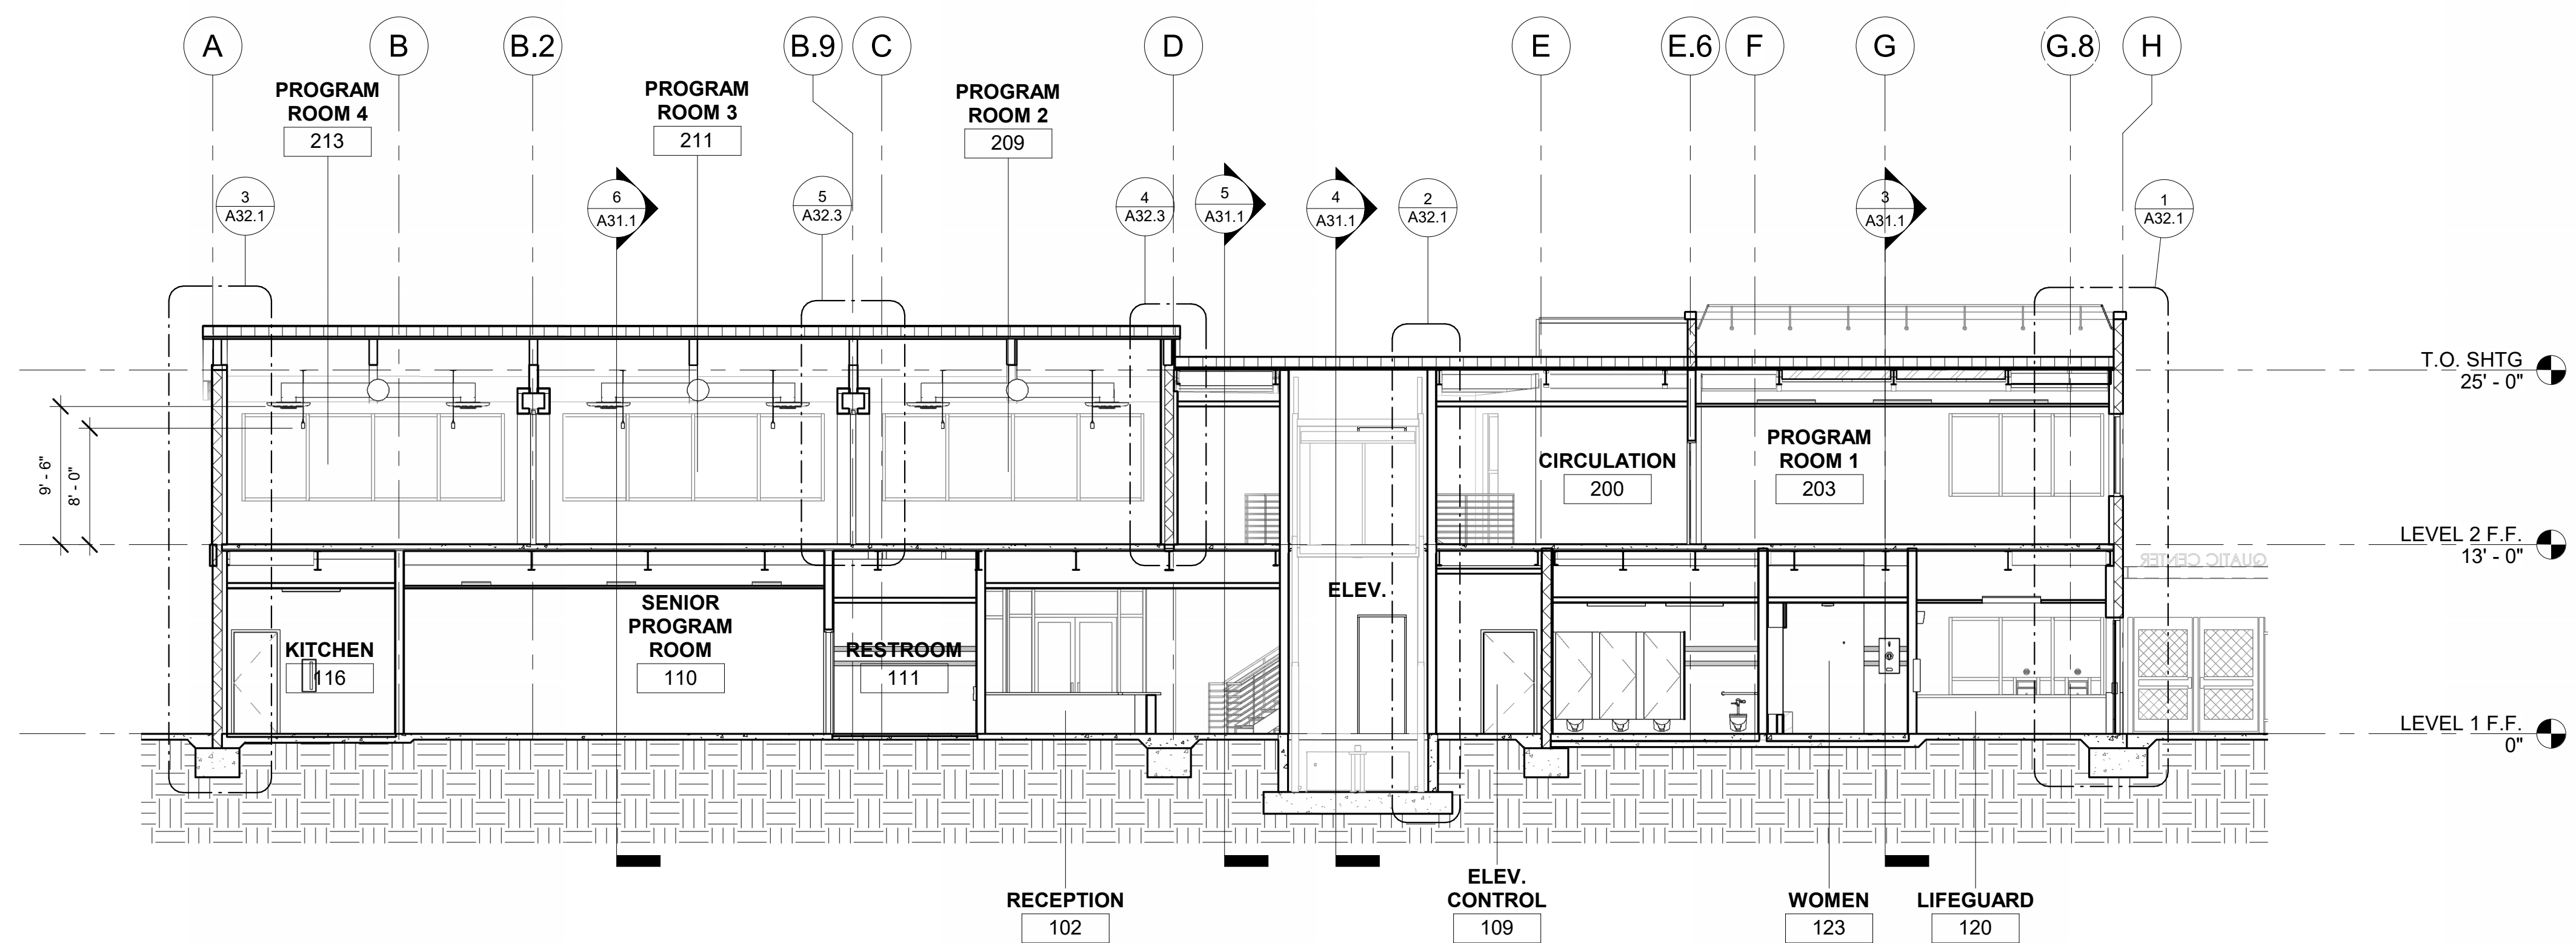 A
B
B.2
B.9
C
D
E
E.6
F
G
G.8
H
PROGRAM
ROOM 4
213
PROGRAM
ROOM 3
211
PROGRAM
ROOM 2
209
3
A32.1
6
A31.1
5
A32.3
4
A32.3
5
A31.1
4
A31.1
2
A32.1
3
A31.1
1
A32.1
T.O. SHTG
25' - 0"
9' - 6"
8' - 0"
CIRCULATION
200
PROGRAM
ROOM 1
203
LEVEL 2 F.F.
13' - 0"
QUATIC CENTER
ELEV.
SENIOR
PROGRAM
ROOM
110
KITCHEN
116
RESTROOM
111
LEVEL 1 F.F.
0"
RECEPTION
102
ELEV.
CONTROL
109
WOMEN
123
LIFEGUARD
120